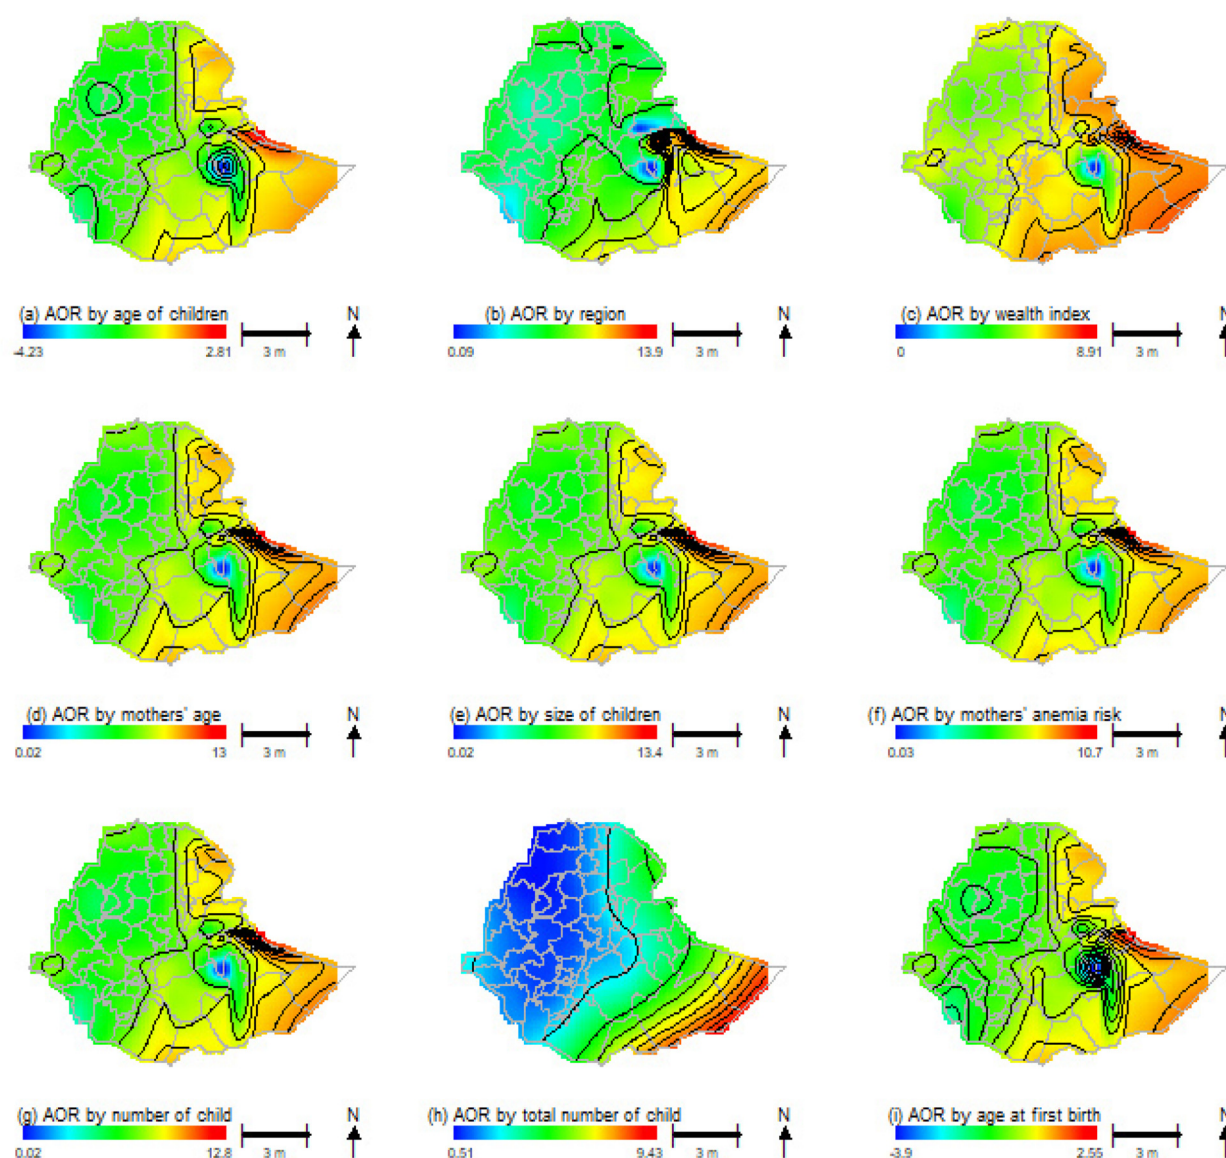 N N N
(a) AOR by age of children (b) AOR by region (c) AOR by wealth index
-4.23 2.81 3 m 0.09 13.9 3 m 0 8.91 3 m
N N N
(d) AOR by mothers' age (e) AOR by size of children (f) AOR by mothers' anemia risk
0.02 13 3 m 0.02 13.4 3 m 0.03 10.7 3 m
N N N
(g) AOR by number of child (h) AOR by total number of child (i) AOR by age at first birth
0.02 12.8 3 m 0.51 9.43 3 m -3.9 2.55 3 m